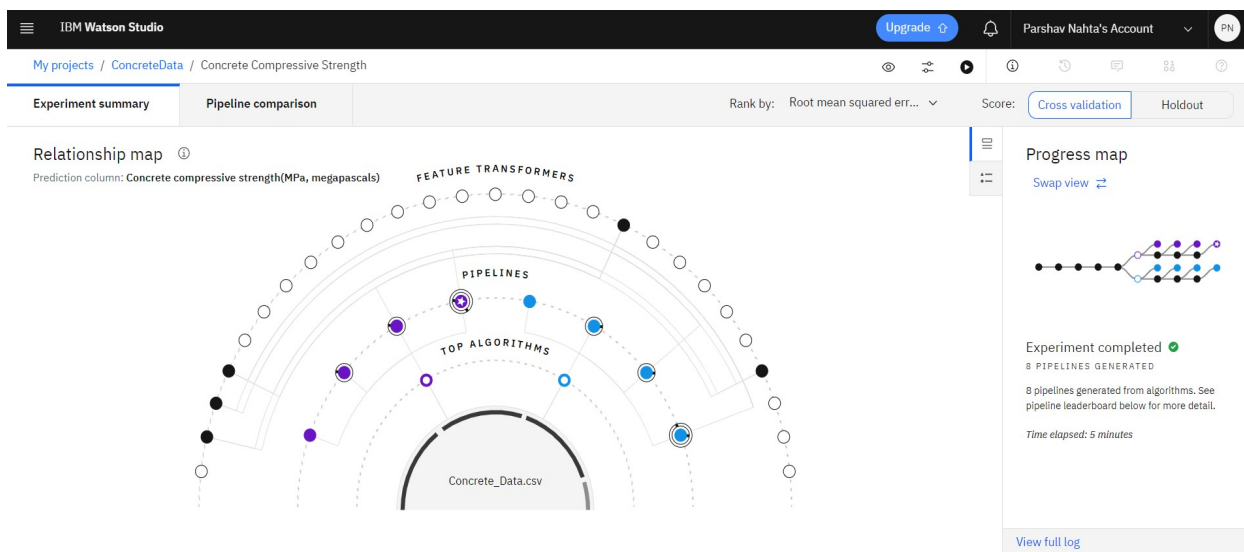 IBM Watson Studio
Upgrade
Parshav Nahta's Account
PN
My projects / ConcreteData / Concrete Compressive Strength
Experiment summary
Pipeline comparison
Rank by: Root mean squared err...
Score: Cross validation Holdout
Relationship map
Prediction column: Concrete compressive strength(MPa, megapascals)
FEATURE TRANSFORMERS
PIPELINES
TOP ALGORITHMS
Concrete_Data.csv
Progress map
Swap view
Experiment completed
8 PIPELINES GENERATED
8 pipelines generated from algorithms. See
pipeline leaderboard below for more detail.
Time elapsed: 5 minutes
View full log